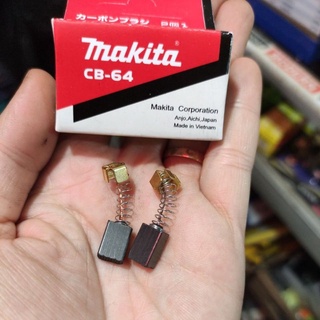 カーボンブラシ
makita
CB-64
Makita Corporation
Anjo,Aichi,Japan
Made in Vietnam